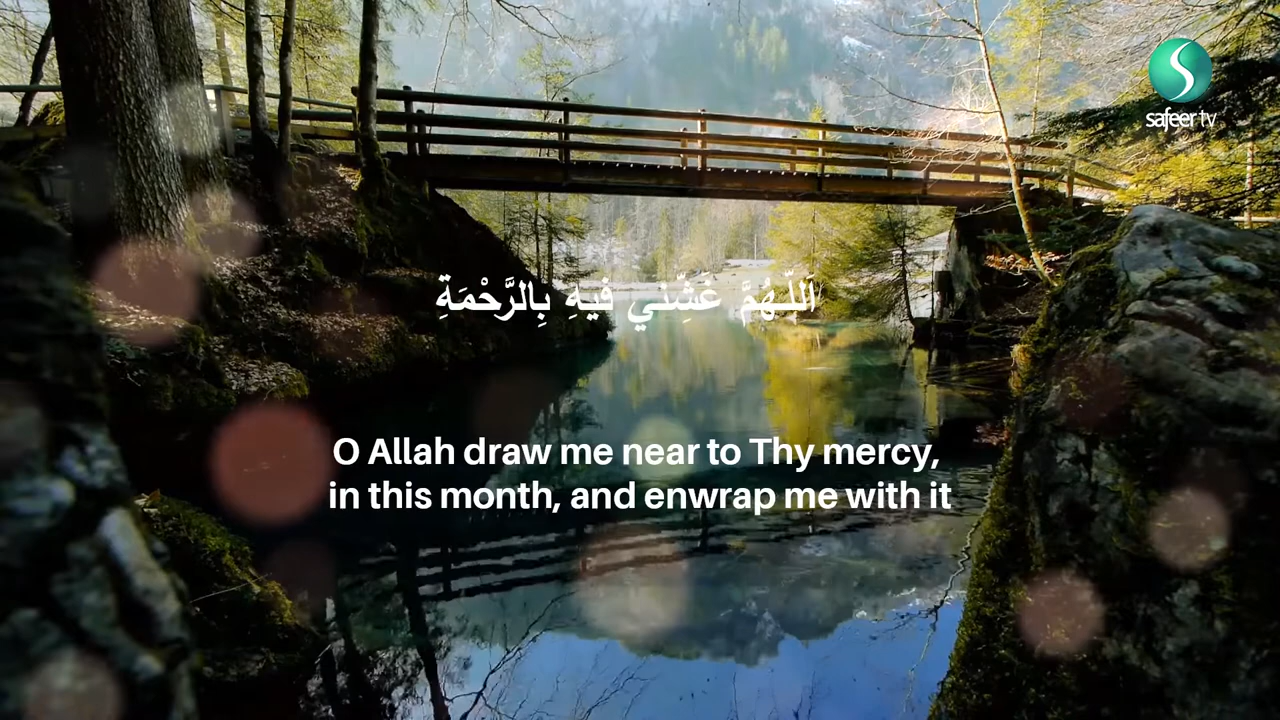 safeer tv
اَللّـهُمَّ غَشِّني فيهِ بِالرَّحْمَةِ
O Allah draw me near to Thy mercy,
in this month, and enwrap me with it